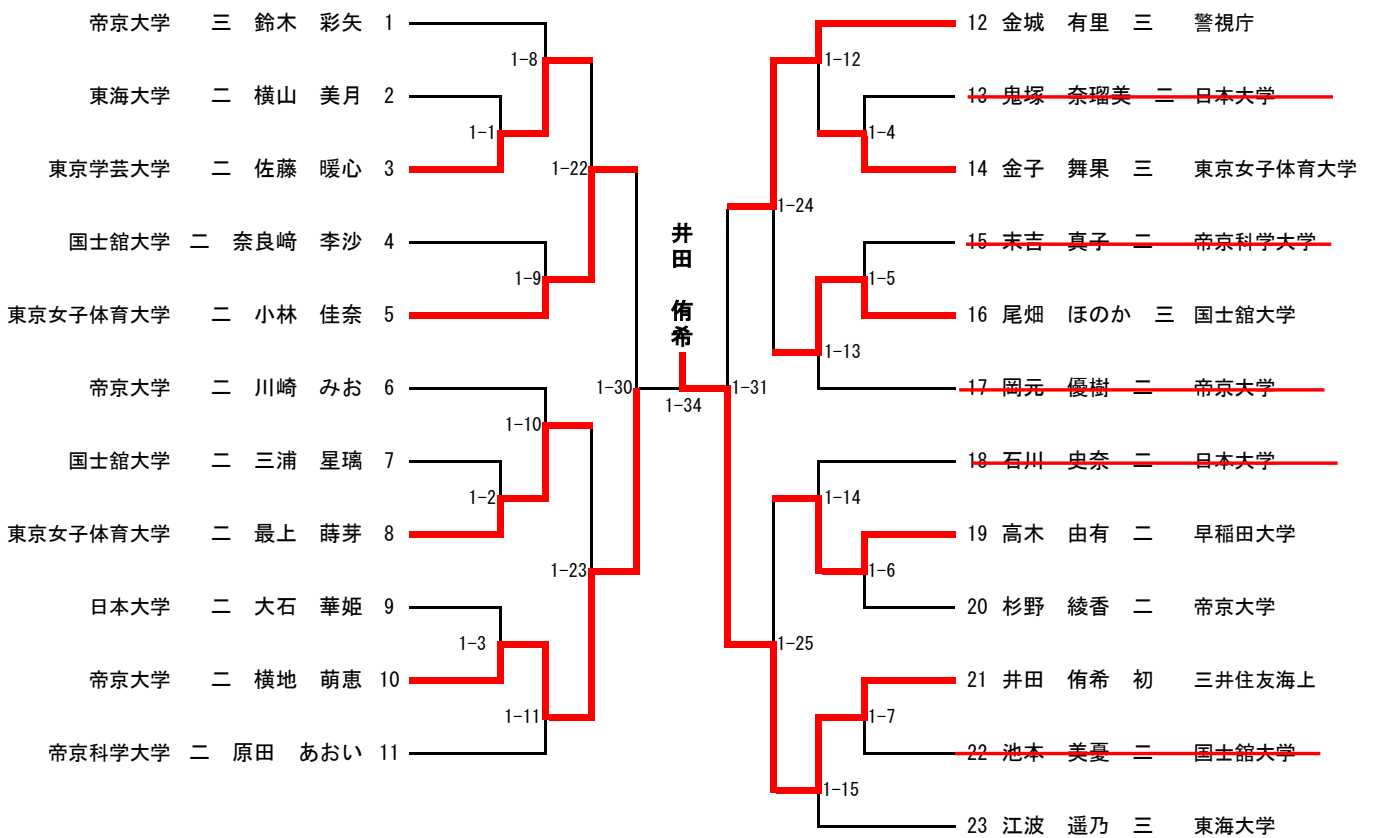 帝京大学 三 鈴木 彩矢 1
1-8
東海大学 二 横山 美月 2
1-1
東京学芸大学 二 佐藤 暖心 3
1-22
国士舘大学 二 奈良﨑 李沙 4
1-9
東京女子体育大学 二 小林 佳奈 5
帝京大学 二 川崎 みお 6
1-10
国士舘大学 二 三浦 星璃 7
1-2
東京女子体育大学 二 最上 蒔芽 8
1-23
日本大学 二 大石 華姫 9
1-3
帝京大学 二 横地 萌恵 10
1-11
帝京科学大学 二 原田 あおい 11
1-30
井田 侑希
1-34
1-31
12 金城 有里 三 警視庁
1-12
13 鬼塚 奈瑠美 二 日本大学
1-4
14 金子 舞果 三 東京女子体育大学
1-24
15 末吉 真子 二 帝京科学大学
1-5
16 尾畑 ほのか 三 国士舘大学
1-13
17 岡元 優樹 二 帝京大学
18 石川 史奈 二 日本大学
1-14
19 高木 由有 二 早稲田大学
1-6
20 杉野 綾香 二 帝京大学
1-25
21 井田 侑希 初 三井住友海上
1-7
22 池本 美憂 二 国士舘大学
1-15
23 江波 遥乃 三 東海大学